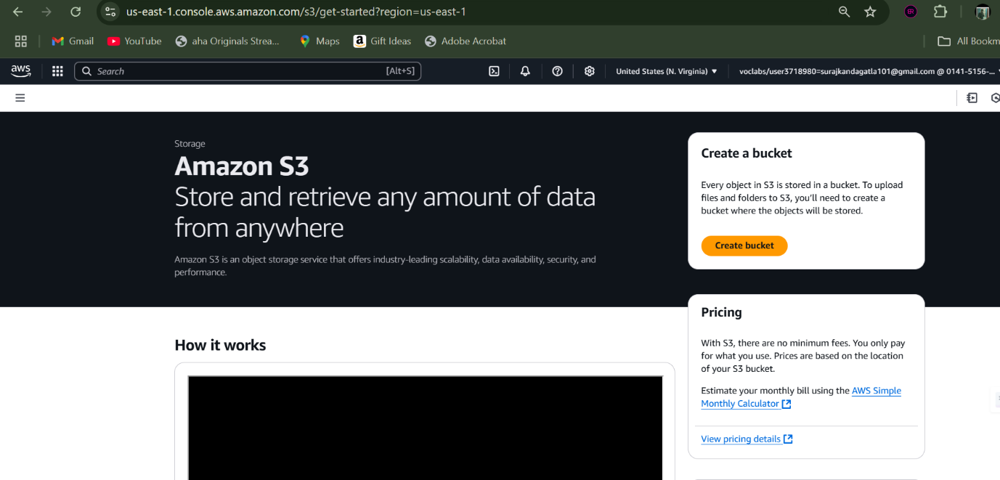 us-east-1.console.aws.amazon.com/s3/get-started?region=us-east-1
Gmail
YouTube
aha Originals Strea...
Maps
Gift Ideas
Adobe Acrobat
All Bookm
aws
Search
[Alt+S]
United States (N. Virginia)
voclabs/user3718980=surajkandagatla101@gmail.com @ 0141-5156-...
Storage
Amazon S3
Store and retrieve any amount of data
from anywhere
Amazon S3 is an object storage service that offers industry-leading scalability, data availability, security, and
performance.
Create a bucket
Every object in S3 is stored in a bucket. To upload
files and folders to S3, you'll need to create a
bucket where the objects will be stored.
Create bucket
Pricing
With S3, there are no minimum fees. You only pay
for what you use. Prices are based on the location
of your S3 bucket.
Estimate your monthly bill using the AWS Simple
Monthly Calculator
View pricing details
How it works